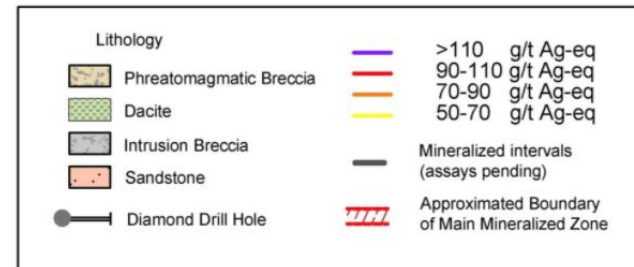 Lithology
Phreatomagmatic Breccia
Dacite
Intrusion Breccia
Sandstone
Diamond Drill Hole
>110 g/t Ag-eq
90-110 g/t Ag-eq
70-90 g/t Ag-eq
50-70 g/t Ag-eq
Mineralized intervals
(assays pending)
Approximated Boundary
of Main Mineralized Zone